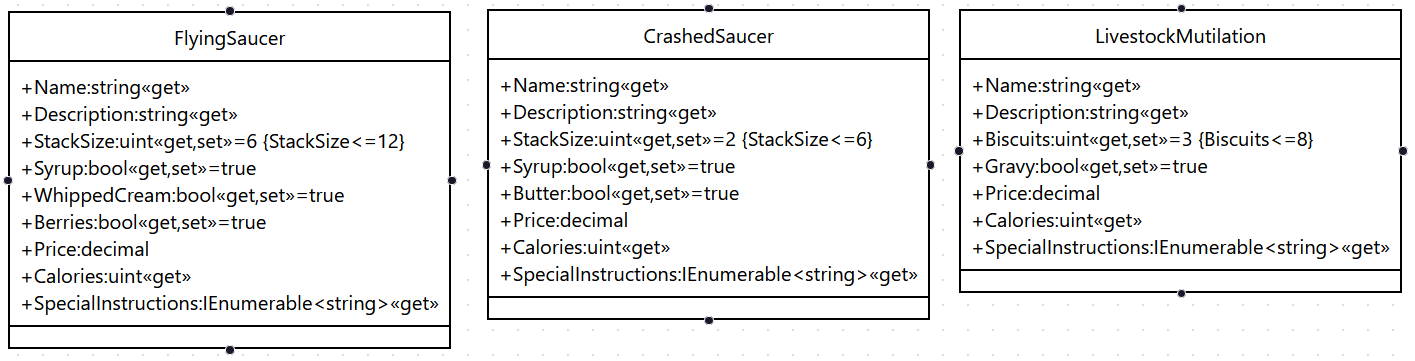 FlyingSaucer
+Name:string«get»
+Description:string«get»
+StackSize:uint«get,set»=6 {StackSize<=12}
+Syrup:bool«get,set»=true
+WhippedCream:bool«get,set»=true
+Berries:bool«get,set»=true
+Price:decimal
+Calories:uint«get»
+SpecialInstructions:IEnumerable<string>«get»
CrashedSaucer
+Name:string«get»
+Description:string«get»
+StackSize:uint«get,set»=2 {StackSize<=6}
+Syrup:bool«get,set»=true
+Butter:bool«get,set»=true
+Price:decimal
+Calories:uint«get»
+SpecialInstructions:IEnumerable<string>«get»
LivestockMutilation
+Name:string«get»
+Description:string«get»
+Biscuits:uint«get,set»=3 {Biscuits<=8}
+Gravy:bool«get,set»=true
+Price:decimal
+Calories:uint«get»
+SpecialInstructions:IEnumerable<string>«get»